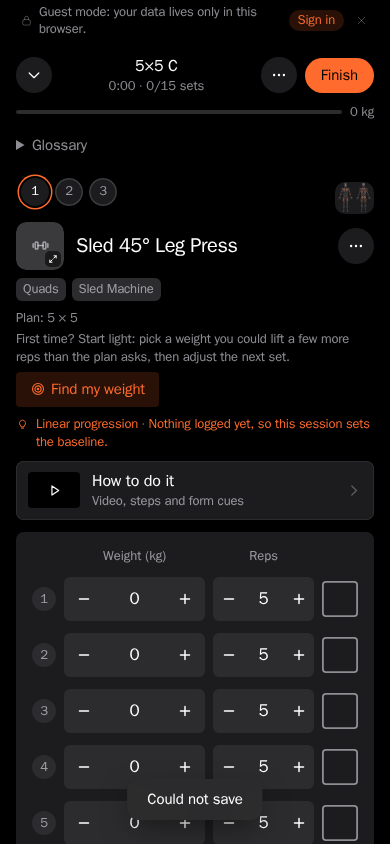 Guest mode: your data lives only in this
browser.
Sign in
5×5 C
0:00 · 0/15 sets
Finish
0 kg
Glossary
1 2 3
Sled 45° Leg Press
Quads
Sled Machine
Plan: 5 × 5
First time? Start light: pick a weight you could lift a few more
reps than the plan asks, then adjust the next set.
Find my weight
Linear progression · Nothing logged yet, so this session sets
the baseline.
How to do it
Video, steps and form cues
Weight (kg) Reps
1 − 0 + − 5 +
2 − 0 + − 5 +
3 − 0 + − 5 +
4 − 0 + − 5 +
Could not save
5 − 0 + − 5 +